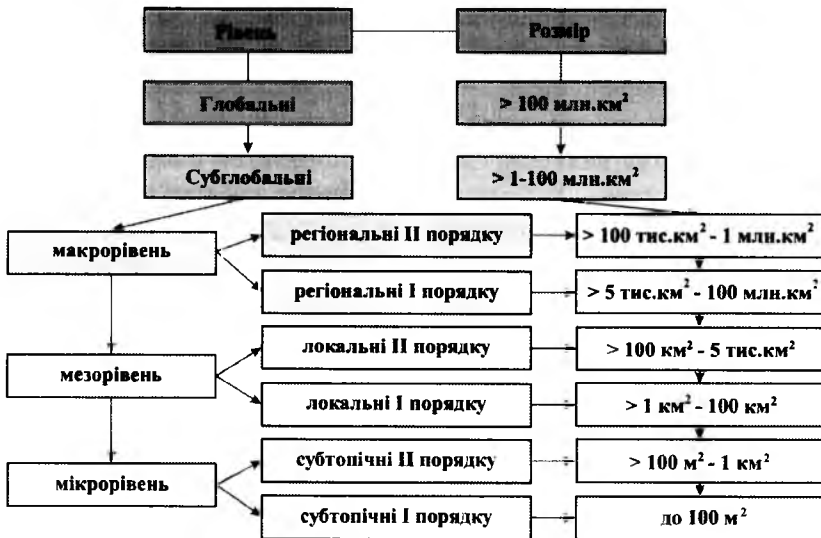 Рівень
Розмір
Глобальні
> 100 млн.км²
Субглобальні
> 1-100 млн.км²
макрорівень
регіональні II порядку
> 100 тис.км² - 1 млн.км²
регіональні I порядку
> 5 тис.км² - 100 млн.км²
мезорівень
локальні II порядку
> 100 км² - 5 тис.км²
локальні I порядку
> 1 км² - 100 км²
мікрорівень
субтопічні II порядку
> 100 м² - 1 км²
субтопічні I порядку
до 100 м²